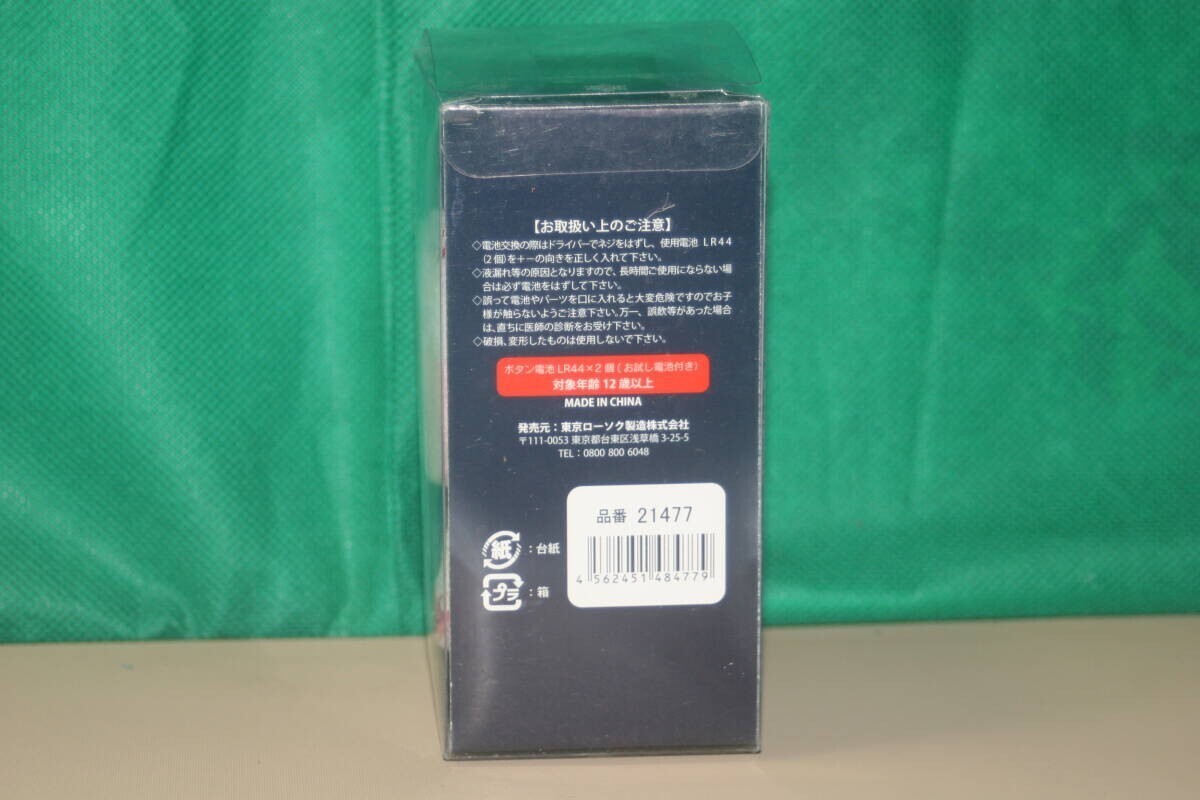 【お取扱い上のご注意】
◇電池交換の際はドライバーでネジをはずし、使用電池 LR44
(2個)を＋－の向きを正しく入れて下さい。
◇液漏れ等の原因となりますので、長時間ご使用にならない場
合は必ず電池をはずして下さい。
◇誤って電池やパーツを口に入れると大変危険ですのでお子
様が触らないようご注意下さい。万一、誤飲等があった場合
は、直ちに医師の診断をお受け下さい。
◇破損、変形したものは使用しないで下さい。
ボタン電池 LR44×2 個 ( お試し電池付き)
対象年齢 12 歳以上
MADE IN CHINA
発売元：東京ローソク製造株式会社
〒111-0053 東京都台東区浅草橋 3-25-5
TEL：0800 800 6048
品番 21477
4 562451 484779
紙：台紙
プラ：箱